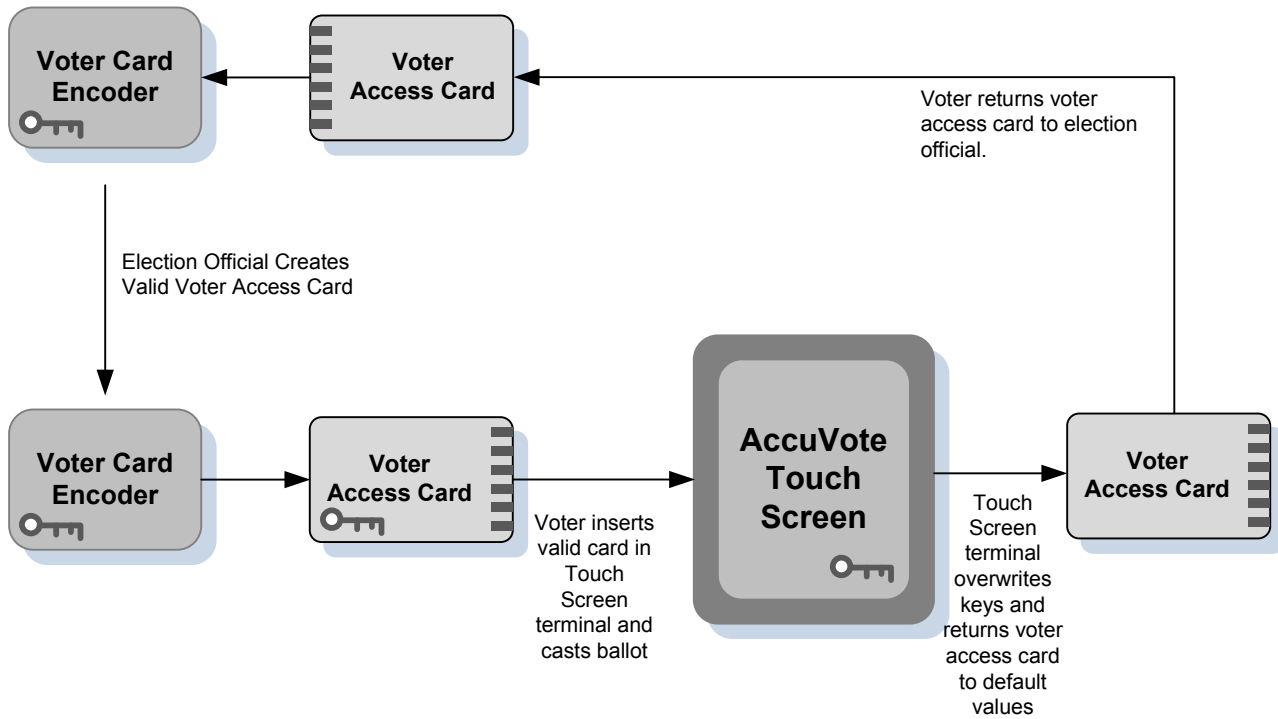 Voter Card
Encoder
Voter
Access Card
Voter returns voter
access card to election
official.
Election Official Creates
Valid Voter Access Card
Voter Card
Encoder
Voter
Access Card
Voter inserts
valid card in
Touch
Screen
terminal and
casts ballot
AccuVote
Touch
Screen
Touch
Screen
terminal
overwrites
keys and
returns voter
access card
to default
values
Voter
Access Card